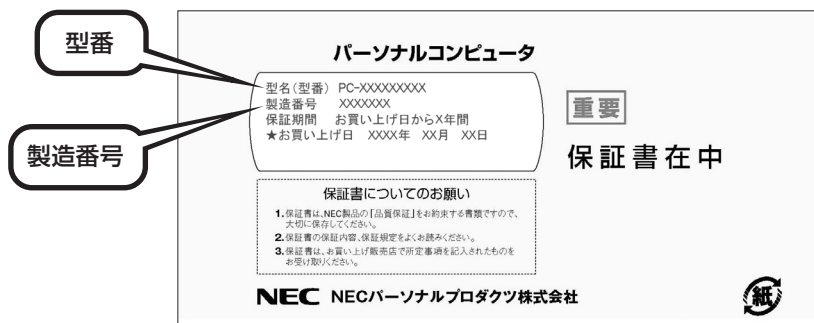 型番
製造番号
パーソナルコンピュータ
型名(型番) PC-XXXXXXXXX
製造番号 XXXXXXX
保証期間 お買い上げ日からX年間
★お買い上げ日 XXXX年 XX月 XX日
重要
保証書在中
保証書についてのお願い
1.保証書は、NEC製品の「品質保証」をお約束する書類ですので、
大切に保存してください。
2.保証書の保証内容、保証規定をよくお読みください。
3.保証書は、お買い上げ販売店で所定事項を記入されたものを
お受け取りください。
NEC NECパーソナルプロダクツ株式会社
紙